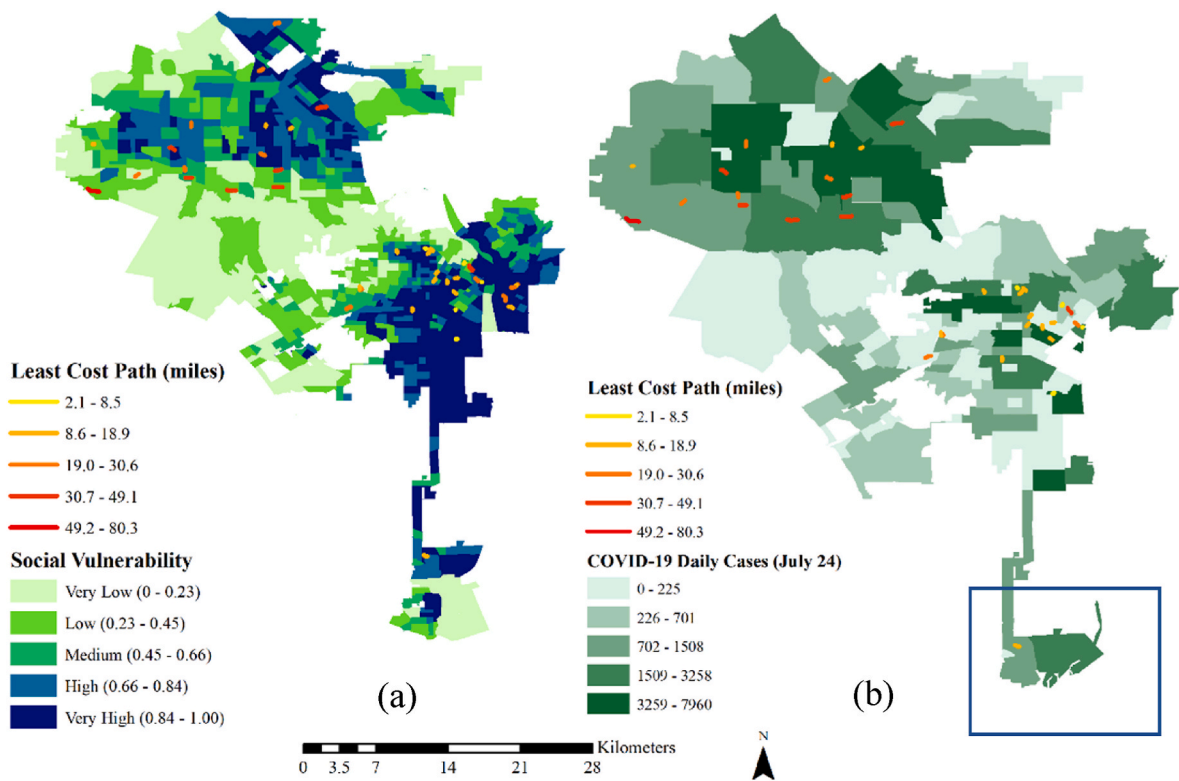 Least Cost Path (miles)
2.1 - 8.5
8.6 - 18.9
19.0 - 30.6
30.7 - 49.1
49.2 - 80.3
Social Vulnerability
Very Low (0 - 0.23)
Low (0.23 - 0.45)
Medium (0.45 - 0.66)
High (0.66 - 0.84)
Very High (0.84 - 1.00)
(a)
Least Cost Path (miles)
2.1 - 8.5
8.6 - 18.9
19.0 - 30.6
30.7 - 49.1
49.2 - 80.3
COVID-19 Daily Cases (July 24)
0 - 225
226 - 701
702 - 1508
1509 - 3258
3259 - 7960
(b)
Kilometers
0 3.5 7 14 21 28
N